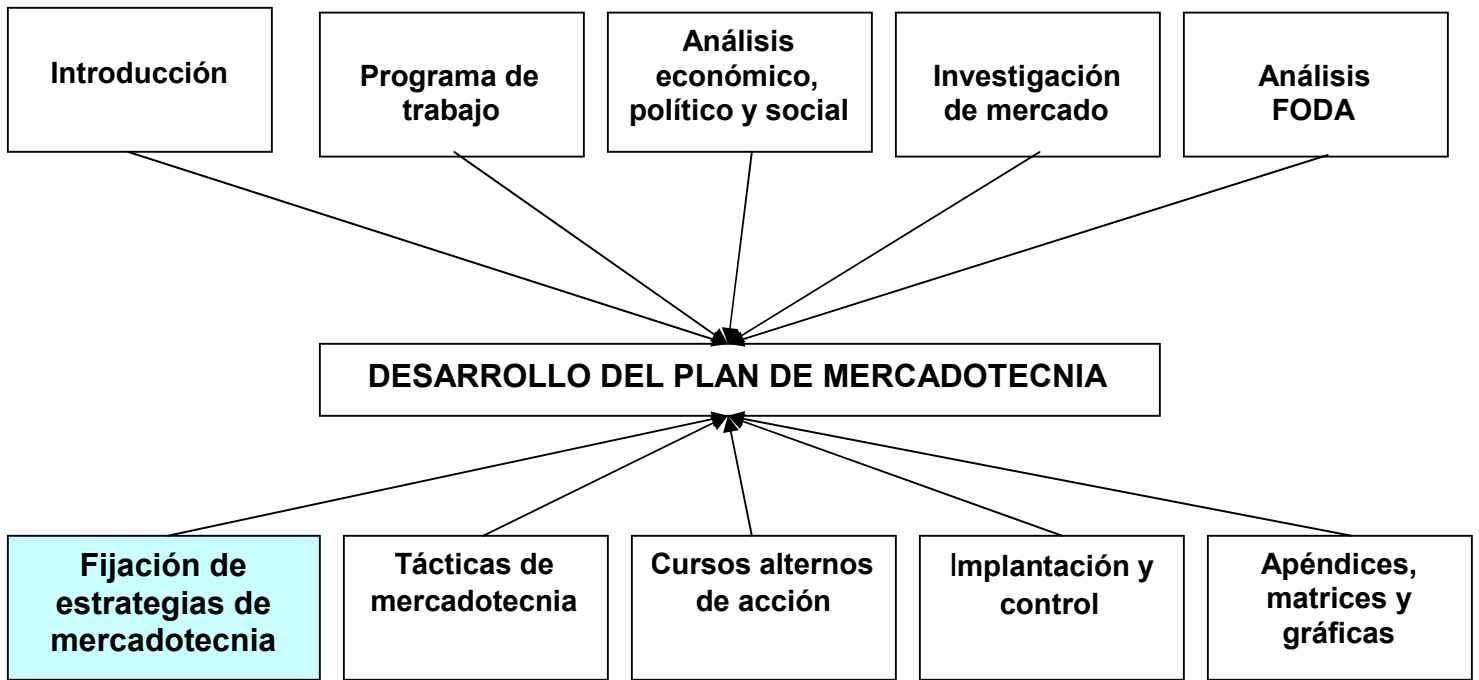 Introducción
Programa de
trabajo
Análisis
económico,
político y social
Investigación
de mercado
Análisis
FODA
DESARROLLO DEL PLAN DE MERCADOTECNIA
Fijación de
estrategias de
mercadotecnia
Tácticas de
mercadotecnia
Cursos alternos
de acción
Implantación y
control
Apéndices,
matrices y
gráficas